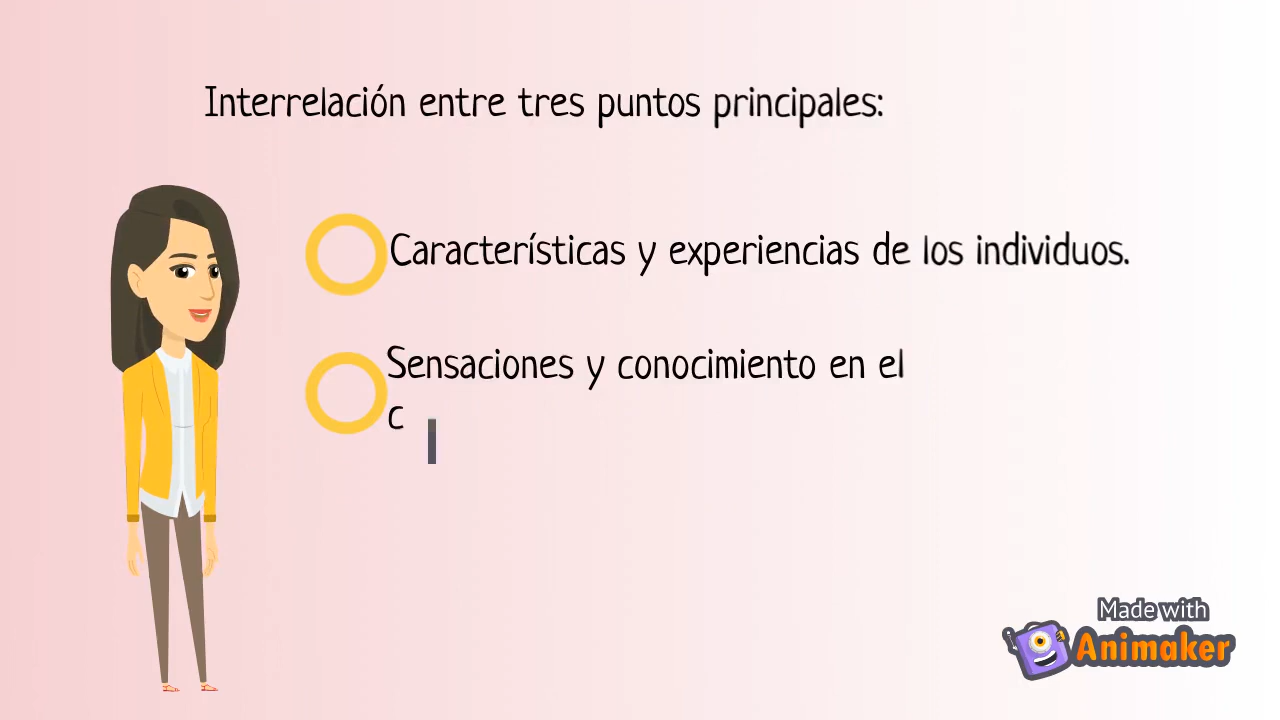 Interrelación entre tres puntos principales:
Características y experiencias de los individuos.
Sensaciones y conocimiento en el
c
Made with
Animaker